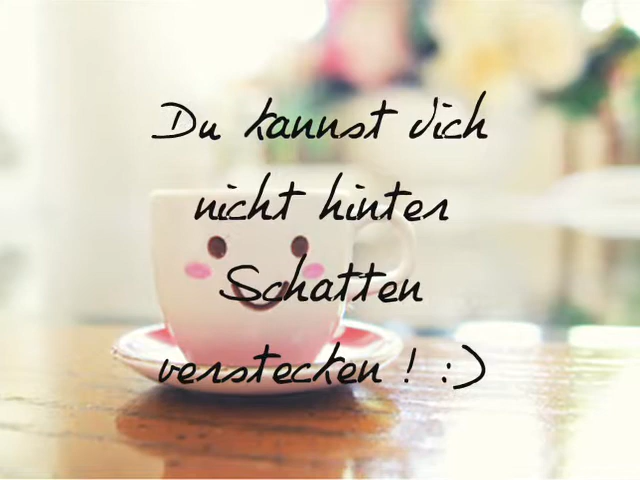 Du kannst dich
nicht hinter
Schatten
verstecken ! :)